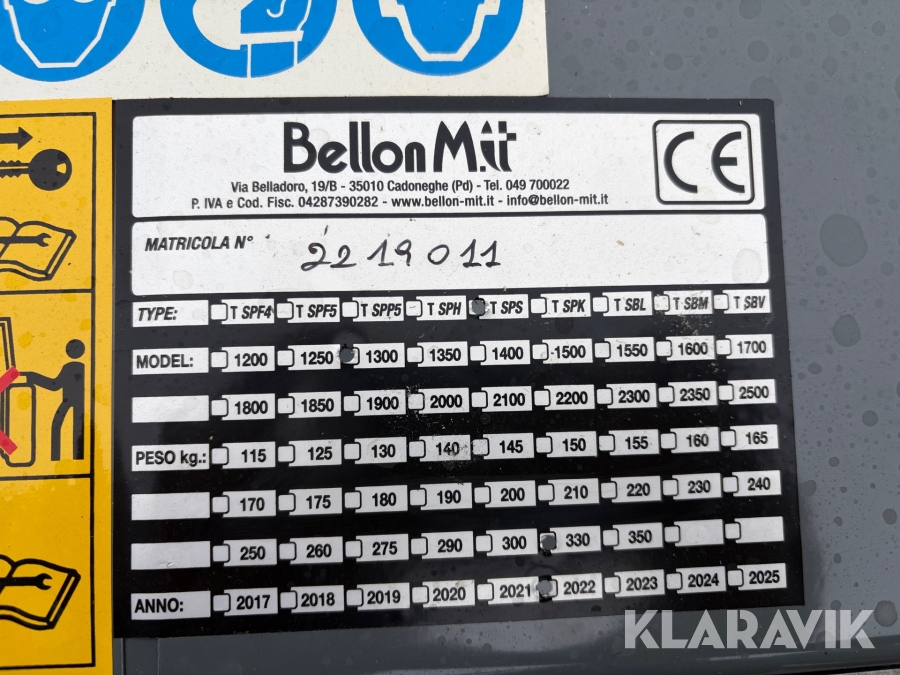 Bellon M.it
CE
Via Belladoro, 19/B - 35010 Cadoneghe (Pd) - Tel. 049 700022
P. IVA e Cod. Fisc. 04287390282 - www.bellon-mit.it - info@bellon-mit.it
MATRICOLA N° 2219011
TYPE: T SPF4 T SPF5 T SPP5 T SPH T SPS T SPK T SBL T SBM T SBV
MODEL: 1200 1250 1300 1350 1400 1500 1550 1600 1700
1800 1850 1900 2000 2100 2200 2300 2350 2500
PESO kg.: 115 125 130 140 145 150 155 160 165
170 175 180 190 200 210 220 230 240
250 260 275 290 300 330 350
ANNO: 2017 2018 2019 2020 2021 2022 2023 2024 2025
KLARAVIK